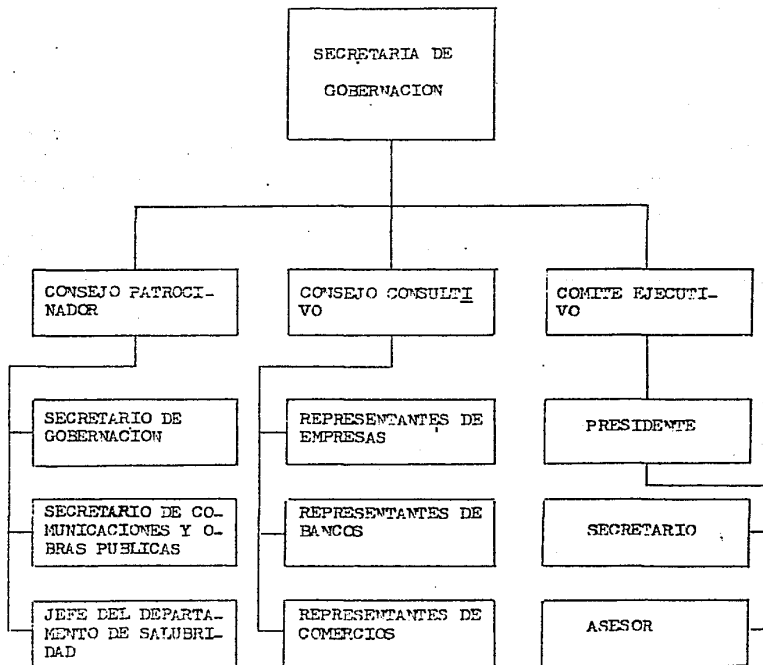 SECRETARIA DE
GOBERNACION
CONSEJO PATROCI-
NADOR
CONSEJO CONSULTI
VO
COMITE EJECUTI-
VO
SECRETARIO DE
GOBERNACION
REPRESENTANTES DE
EMPRESAS
PRESIDENTE
SECRETARIO DE CO-
MUNICACIONES Y O-
BRAS PUBLICAS
REPRESENTANTES DE
BANCOS
SECRETARIO
JEFE DEL DEPARTA-
MENTO DE SALUBRI-
DAD
REPRESENTANTES DE
COMERCIOS
ASESOR